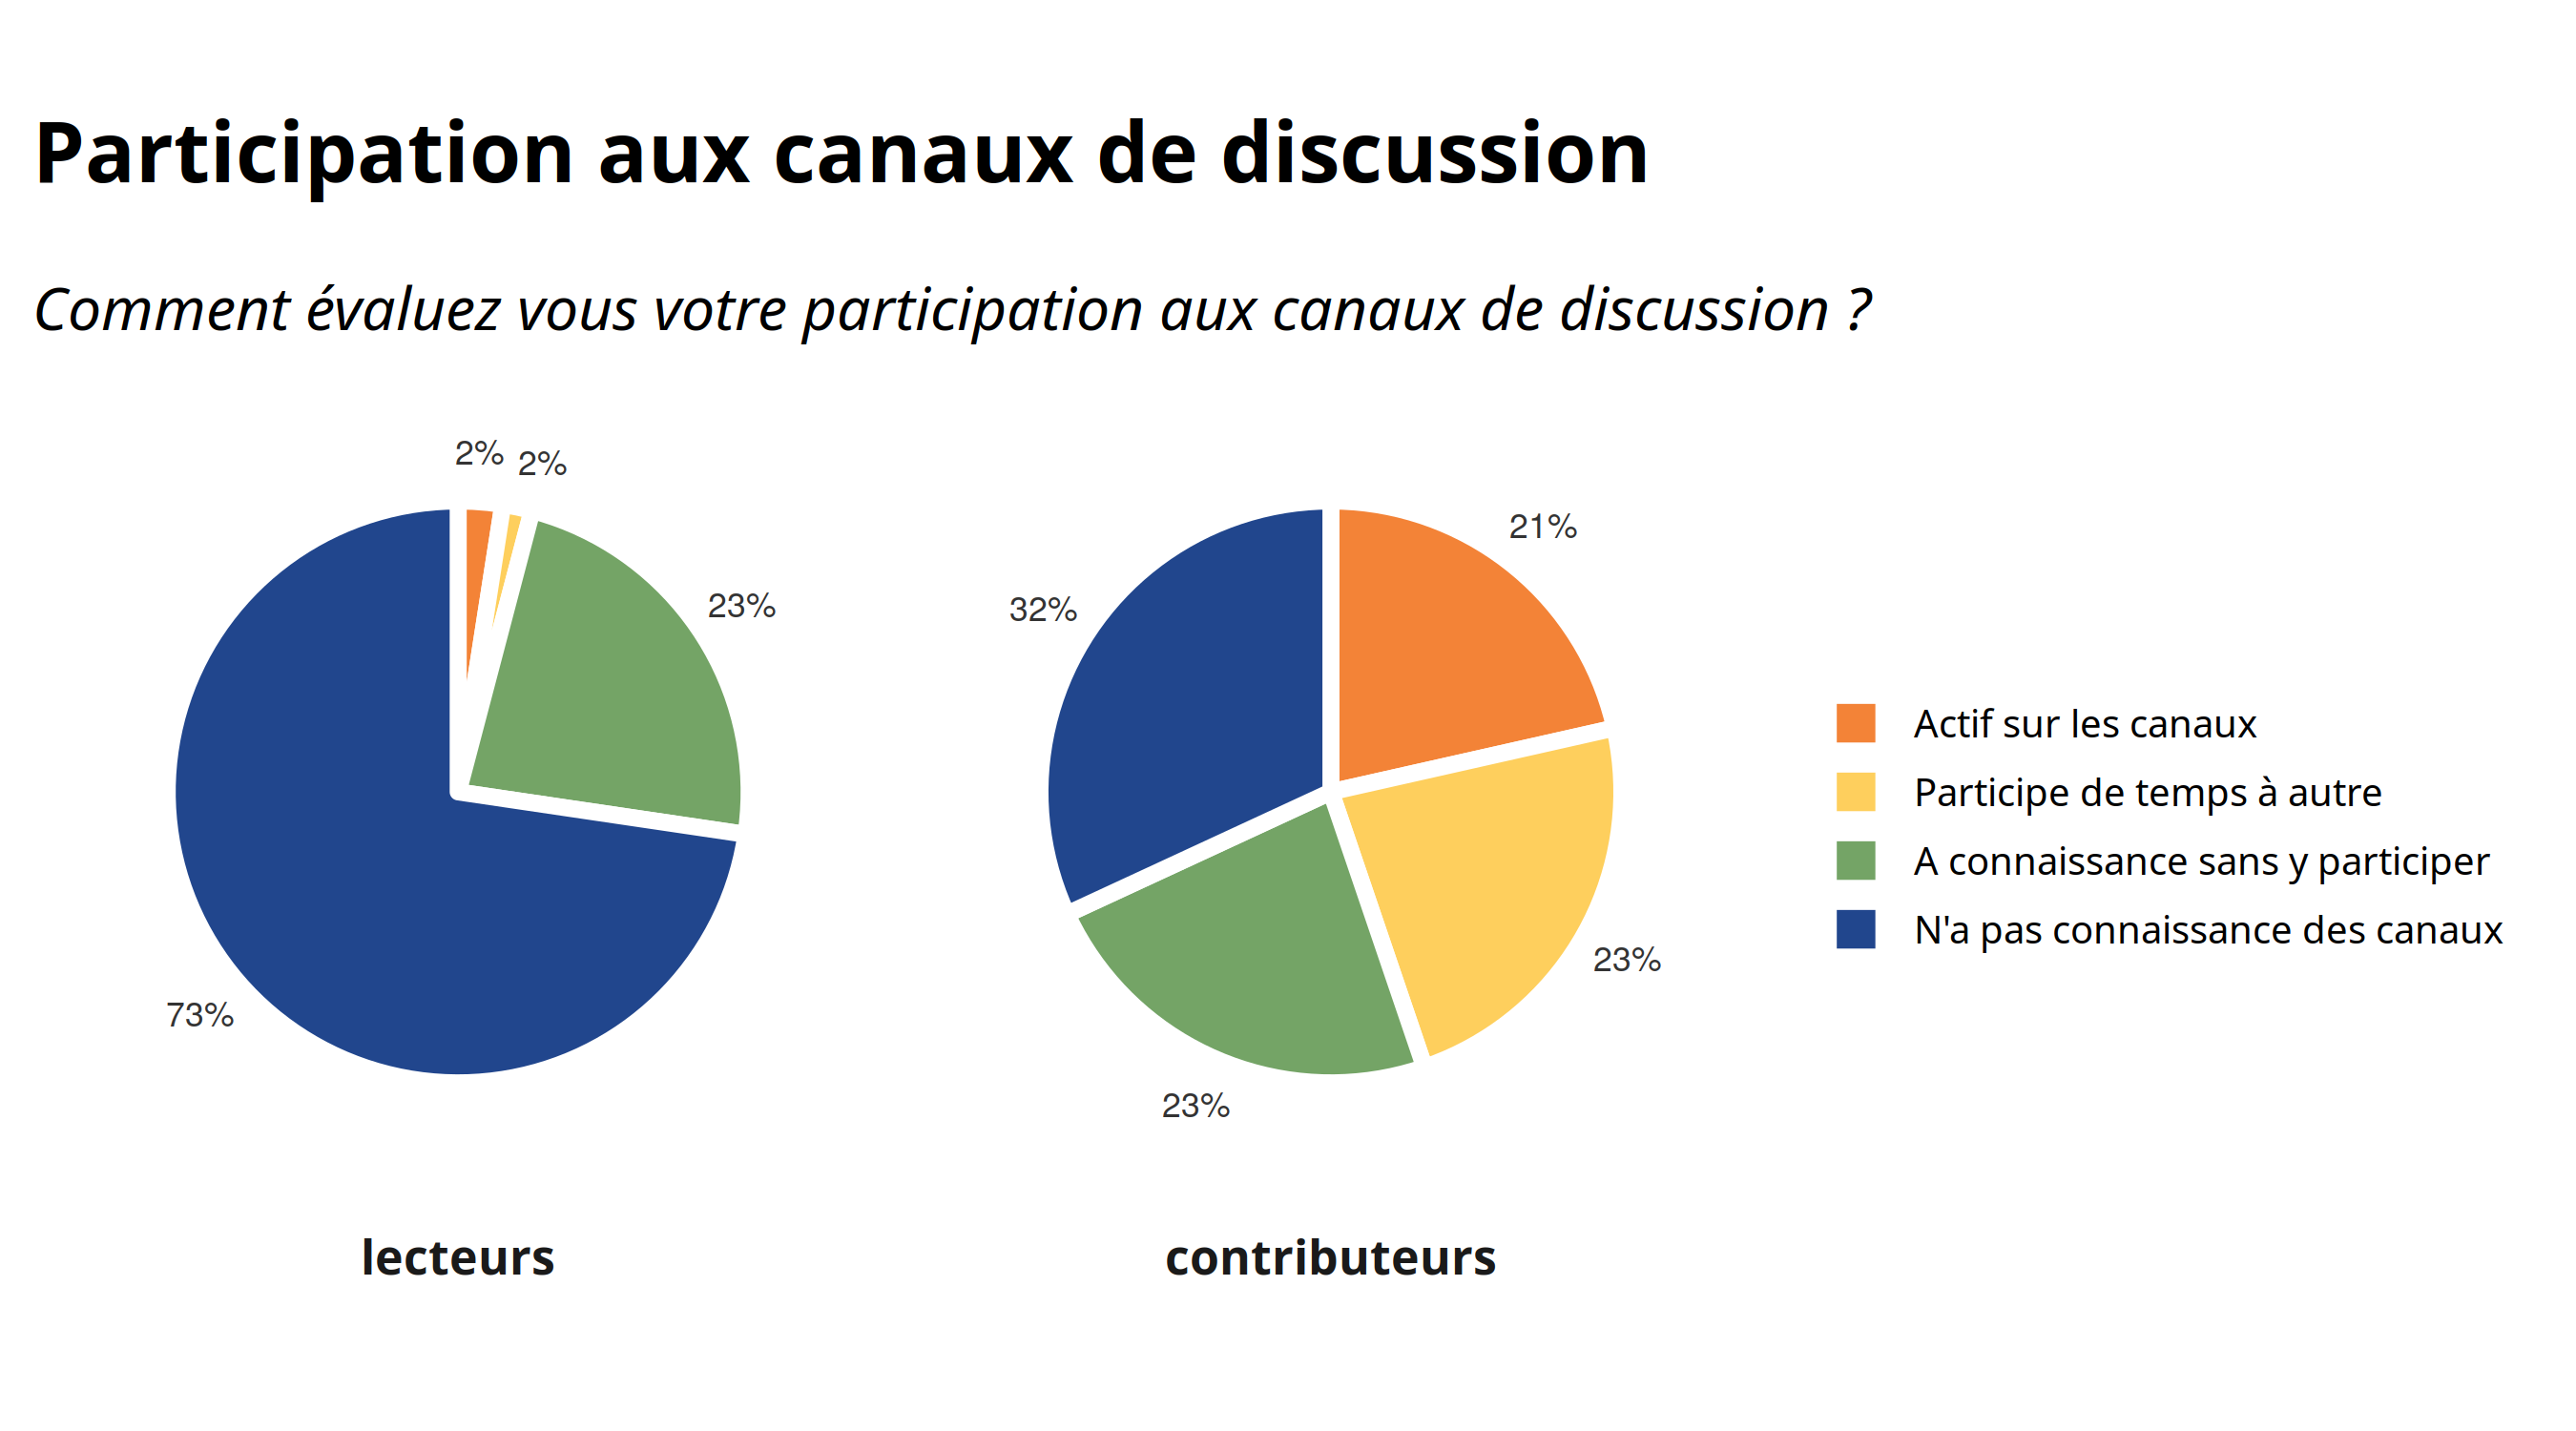 Participation aux canaux de discussion
Comment évaluez vous votre participation aux canaux de discussion ?
2%
2%
23%
73%
lecteurs
21%
23%
23%
32%
contributeurs
Actif sur les canaux
Participe de temps à autre
A connaissance sans y participer
N'a pas connaissance des canaux